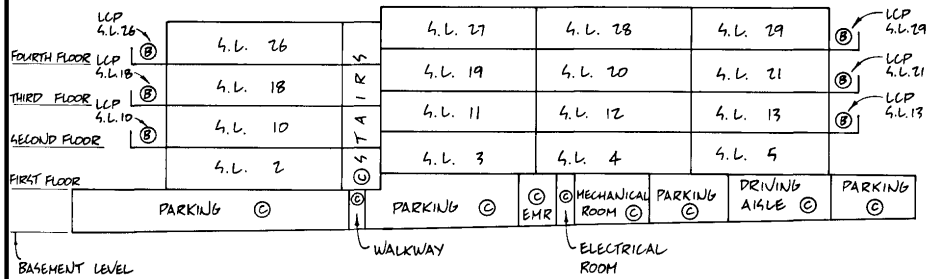 LCP
S.L.26
Ⓑ
S.L. 26
S.L. 27
S.L. 28
S.L. 29
Ⓑ
LCP
S.L.29
FOURTH FLOOR
LCP
S.L.18
Ⓑ
S.L. 18
S.L. 19
S.L. 20
S.L. 21
Ⓑ
LCP
S.L.21
THIRD FLOOR
LCP
S.L.10
Ⓑ
S.L. 10
S.L. 11
S.L. 12
S.L. 13
Ⓑ
LCP
S.L.13
SECOND FLOOR
S.L. 2
Ⓒ STAIRS
S.L. 3
S.L. 4
S.L. 5
FIRST FLOOR
PARKING Ⓒ
Ⓒ
PARKING Ⓒ
Ⓒ
EMR
Ⓒ
MECHANICAL
ROOM Ⓒ
PARKING
Ⓒ
DRIVING
AISLE Ⓒ
PARKING
Ⓒ
WALKWAY
ELECTRICAL
ROOM
BASEMENT LEVEL